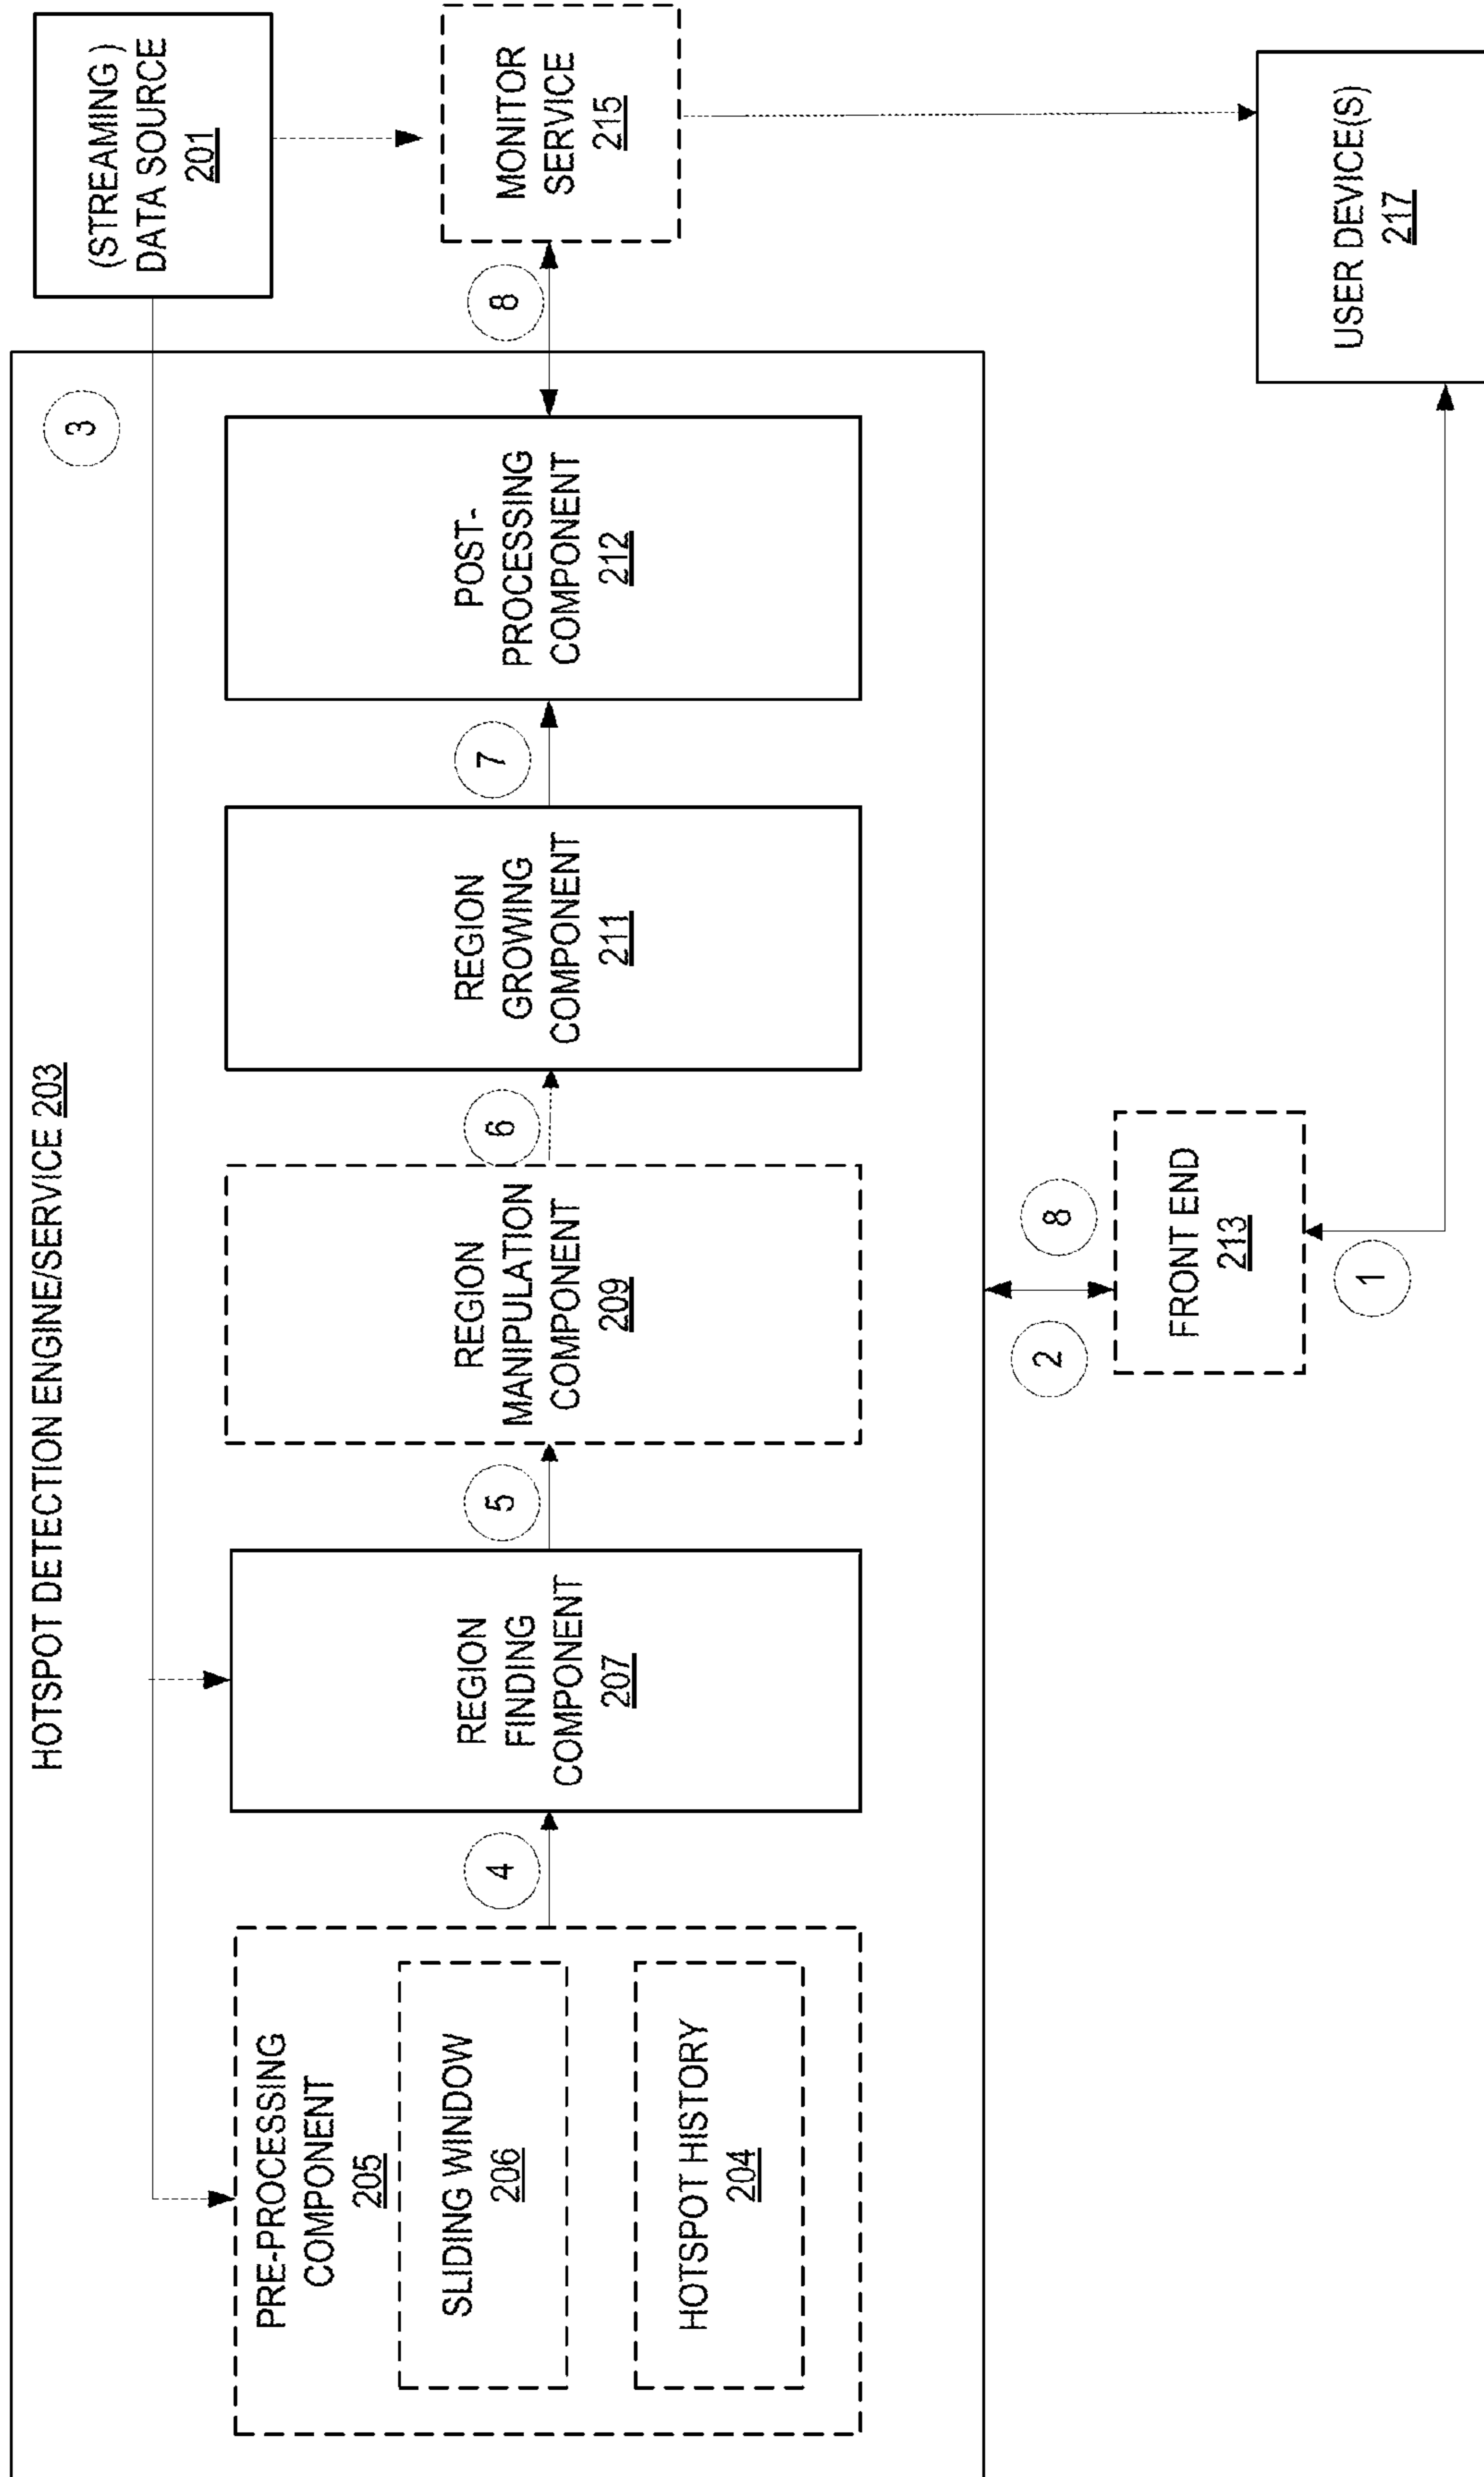 HOTSPOT DETECTION ENGINE/SERVICE 203
3
(STREAMING )
DATA SOURCE
201
PRE-PROCESSING
COMPONENT
205
SLIDING WINDOW
206
HOTSPOT HISTORY
204
4
REGION
FINDING
COMPONENT
207
5
REGION
MANIPULATION
COMPONENT
209
6
REGION
GROWING
COMPONENT
211
7
POST-
PROCESSING
COMPONENT
212
8
MONITOR
SERVICE
215
2
8
FRONT END
213
1
USER DEVICE(S)
217